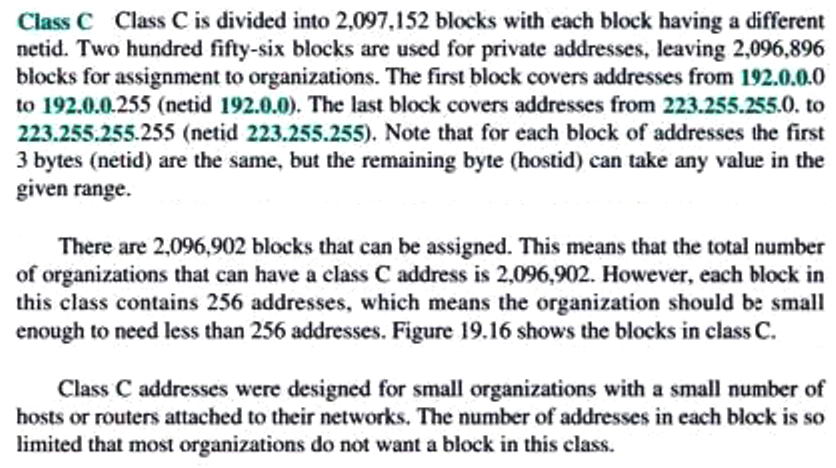 Class C Class C is divided into 2,097,152 blocks with each block having a different
netid. Two hundred fifty-six blocks are used for private addresses, leaving 2,096,896
blocks for assignment to organizations. The first block covers addresses from 192.0.0.0
to 192.0.0.255 (netid 192.0.0). The last block covers addresses from 223.255.255.0. to
223.255.255.255 (netid 223.255.255). Note that for each block of addresses the first
3 bytes (netid) are the same, but the remaining byte (hostid) can take any value in the
given range.
There are 2,096,902 blocks that can be assigned. This means that the total number
of organizations that can have a class C address is 2,096,902. However, each block in
this class contains 256 addresses, which means the organization should be small
enough to need less than 256 addresses. Figure 19.16 shows the blocks in class C.
Class C addresses were designed for small organizations with a small number of
hosts or routers attached to their networks. The number of addresses in each block is so
limited that most organizations do not want a block in this class.